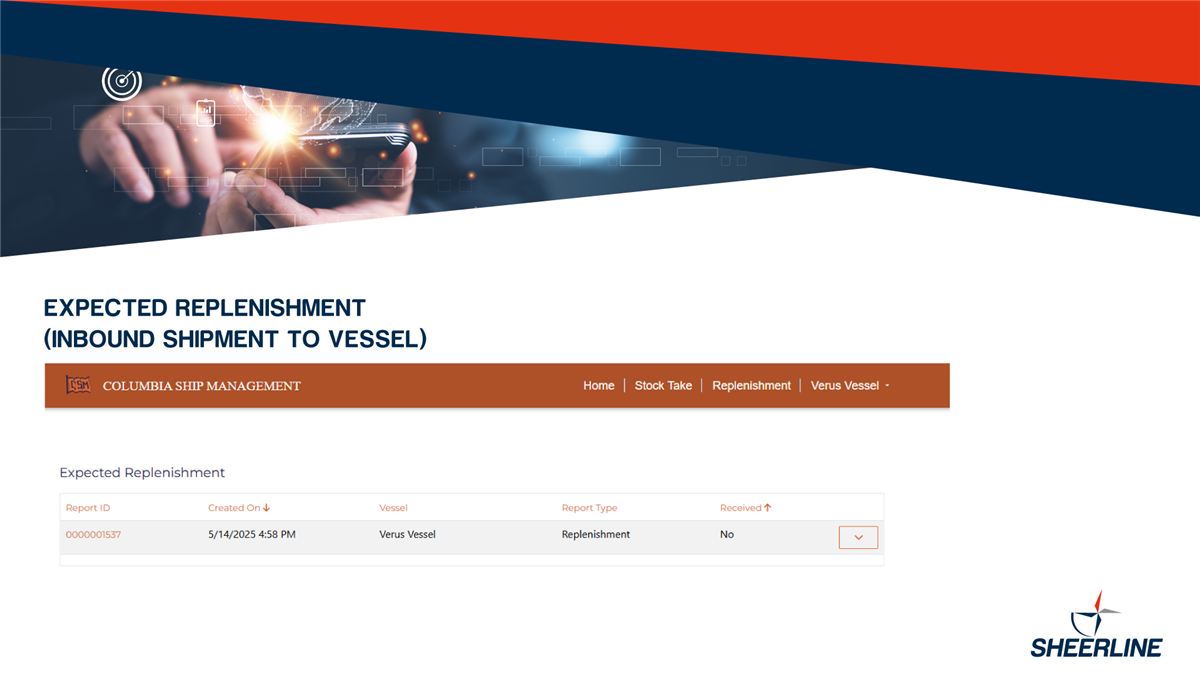 EXPECTED REPLENISHMENT
(INBOUND SHIPMENT TO VESSEL)
CSM COLUMBIA SHIP MANAGEMENT Home Stock Take Replenishment Verus Vessel
Expected Replenishment
Report ID Created On Vessel Report Type Received
0000001537 5/14/2025 4:58 PM Verus Vessel Replenishment No
SHEERLINE